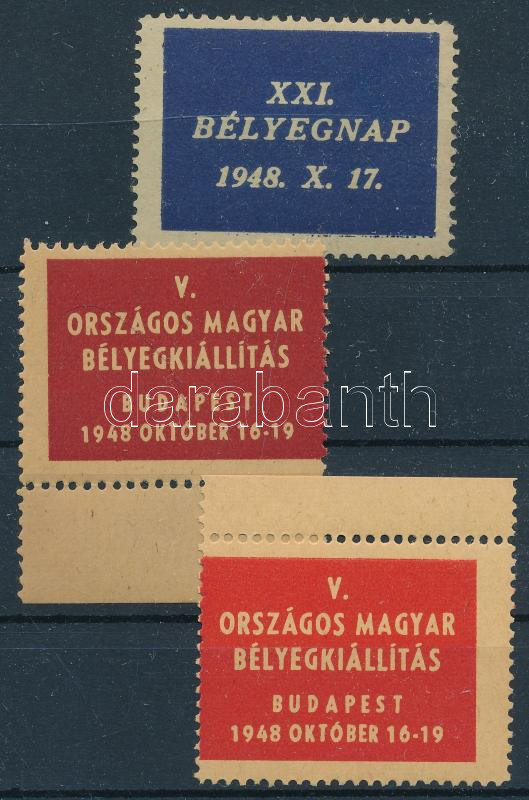 XXI.
BÉLYEGNAP
1948. X. 17.
V.
ORSZÁGOS MAGYAR
BÉLYEGKIÁLLÍTÁS
BUDAPEST
1948 OKTÓBER 16-19
darabanth
V.
ORSZÁGOS MAGYAR
BÉLYEGKIÁLLÍTÁS
BUDAPEST
1948 OKTÓBER 16-19